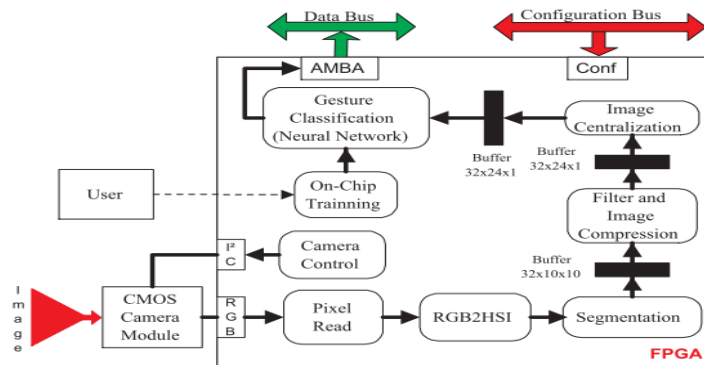 Data Bus
Configuration Bus
AMBA
Conf
Gesture
Classification
(Neural Network)
Image
Centralization
Buffer
32x24x1
Buffer
32x24x1
User
On-Chip
Trainning
Filter and
Image
Compression
I²
C
Camera
Control
Buffer
32x10x10
Image
CMOS
Camera
Module
R
G
B
Pixel
Read
RGB2HSI
Segmentation
FPGA